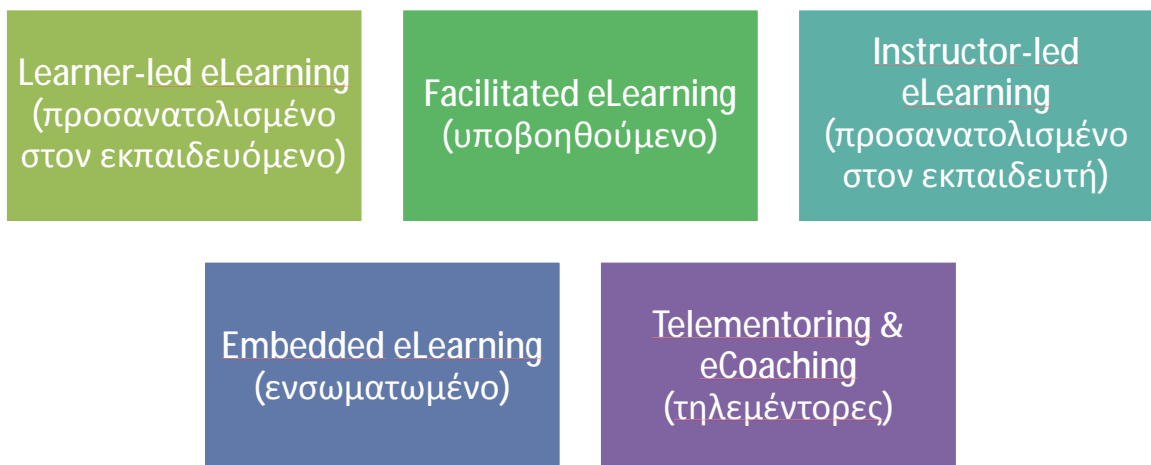 Learner-led eLearning
(προσανατολισμένο
στον εκπαιδευόμενο)
Facilitated eLearning
(υποβοηθούμενο)
Instructor-led
eLearning
(προσανατολισμένο
στον εκπαιδευτή)
Embedded eLearning
(ενσωματωμένο)
Telementoring &
eCoaching
(τηλεμέντορες)